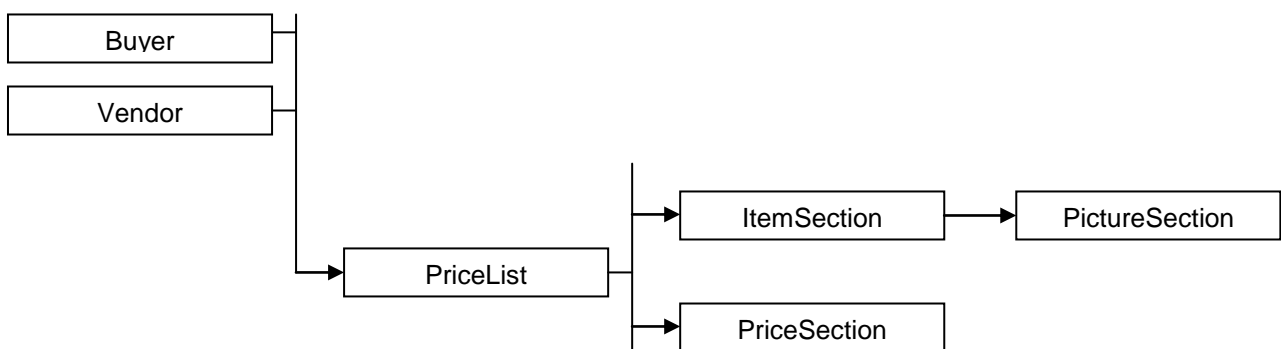 Buyer
Vendor
ItemSection
PictureSection
PriceList
PriceSection